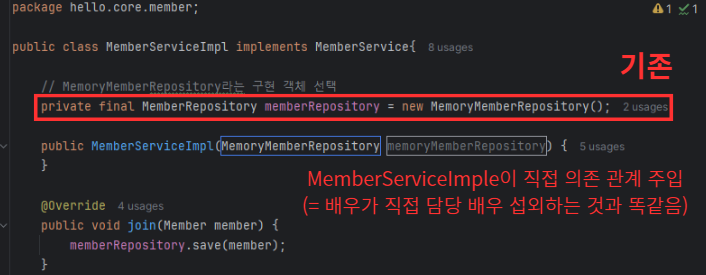 package hello.core.member;
1 1
public class MemberServiceImpl implements MemberService{ 8 usages
// MemoryMemberRepository라는 구현 객체 선택
기존
private final MemberRepository memberRepository = new MemoryMemberRepository(); 2 usages
public MemberServiceImpl(MemoryMemberRepository memoryMemberRepository) { 5 usages
}
MemberServiceImple이 직접 의존 관계 주입
(= 배우가 직접 담당 배우 섭외하는 것과 똑같음)
@Override 4 usages
public void join(Member member) {
memberRepository.save(member);
}